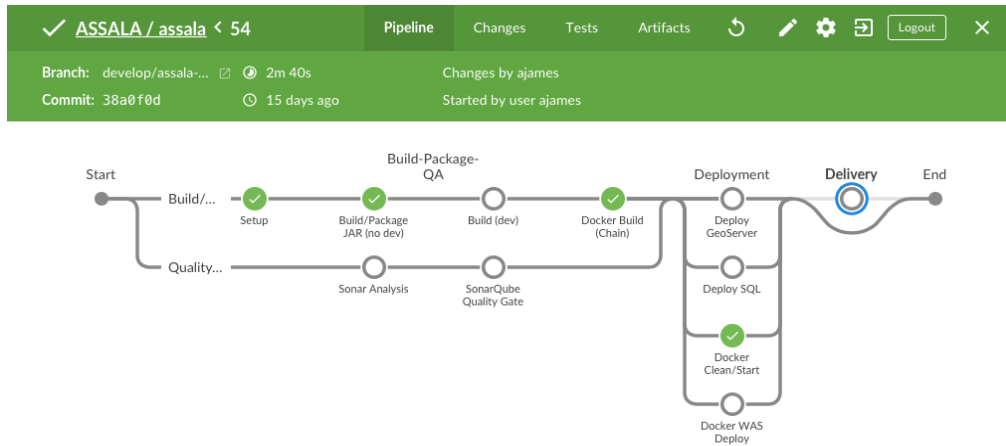 ASSALA / assala < 54
Pipeline
Changes
Tests
Artifacts
Logout
Branch: develop/assala-...
2m 40s
Changes by ajames
Commit: 38a0f0d
15 days ago
Started by user ajames
Build-Package-
QA
Start
Deployment
Delivery
End
Build/...
Setup
Build/Package
JAR (no dev)
Build (dev)
Docker Build
(Chain)
Deploy
GeoServer
Quality...
Sonar Analysis
SonarQube
Quality Gate
Deploy SQL
Docker
Clean/Start
Docker WAS
Deploy